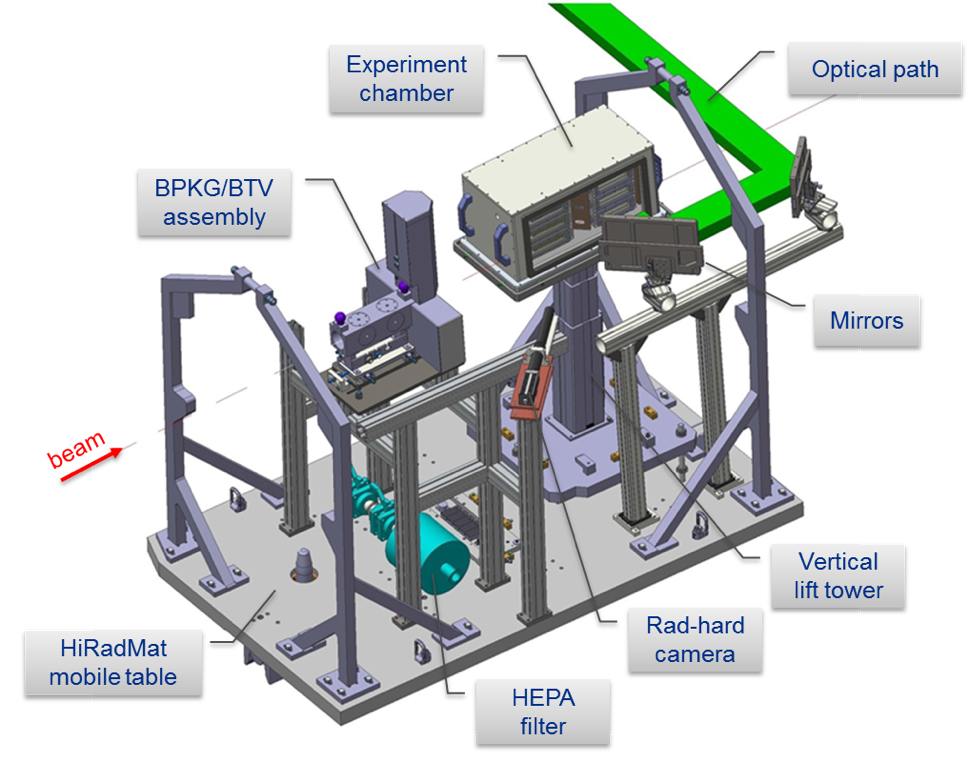 Experiment
chamber
Optical path
BPKG/BTV
assembly
Mirrors
beam
Vertical
lift tower
Rad-hard
camera
HiRadMat
mobile table
HEPA
filter